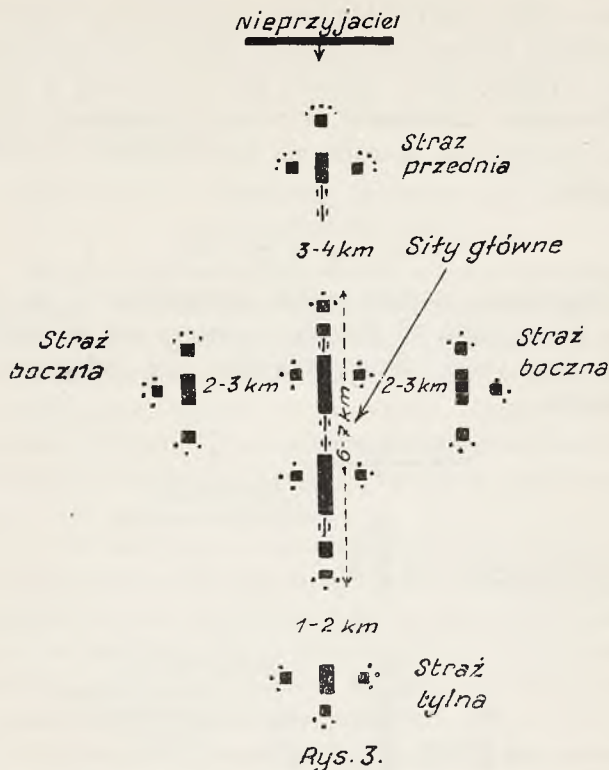 Nieprzyjaciel
Straż
przednia
3-4 km
Siły główne
Straż
boczna
2-3 km
6-7 km
2-3 km
Straż
boczna
1-2 km
Straż
tylna
Rys. 3.